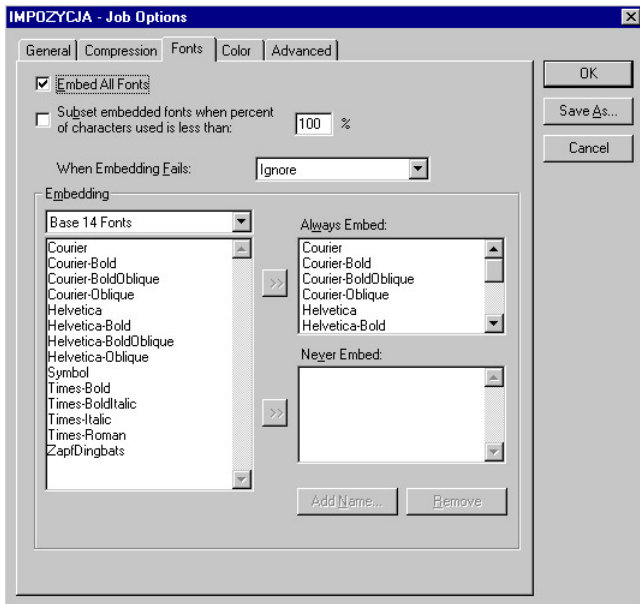 IMPOZYCJA - Job Options
General Compression Fonts Color Advanced
Embed All Fonts
Subset embedded fonts when percent
of characters used is less than: 100 %
When Embedding Fails: Ignore
OK
Save As...
Cancel
Embedding
Base 14 Fonts
Courier
Courier-Bold
Courier-BoldOblique
Courier-Oblique
Helvetica
Helvetica-Bold
Helvetica-BoldOblique
Helvetica-Oblique
Symbol
Times-Bold
Times-BoldItalic
Times-Italic
Times-Roman
ZapfDingbats
>>
>>
Always Embed:
Courier
Courier-Bold
Courier-BoldOblique
Courier-Oblique
Helvetica
Helvetica-Bold
Never Embed:
Add Name... Remove